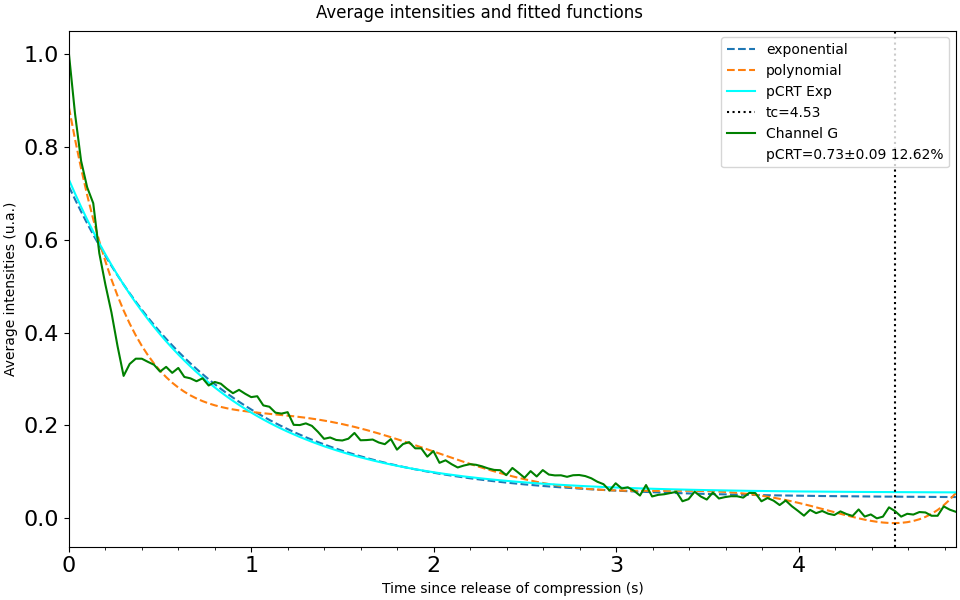 Average intensities and fitted functions
1.0
0.8
0.6
0.4
0.2
0.0
Average intensities (u.a.)
exponential
polynomial
pCRT Exp
tc=4.53
Channel G
pCRT=0.73±0.09 12.62%
0 1 2 3 4
Time since release of compression (s)